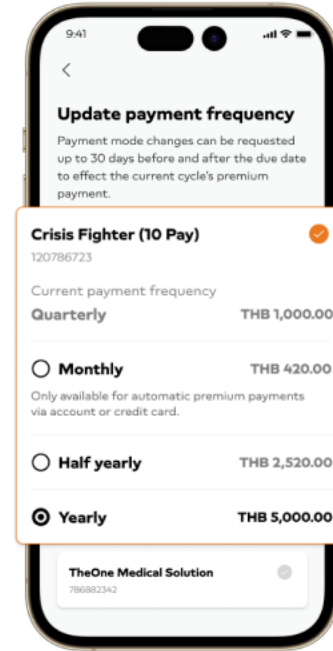 9:41
Update payment frequency
Payment mode changes can be requested
up to 30 days before and after the due date
to effect the current cycle's premium
payment.
Crisis Fighter (10 Pay)
120786723
Current payment frequency
Quarterly THB 1,000.00
Monthly THB 420.00
Only available for automatic premium payments
via account or credit card.
Half yearly THB 2,520.00
Yearly THB 5,000.00
TheOne Medical Solution
786882342